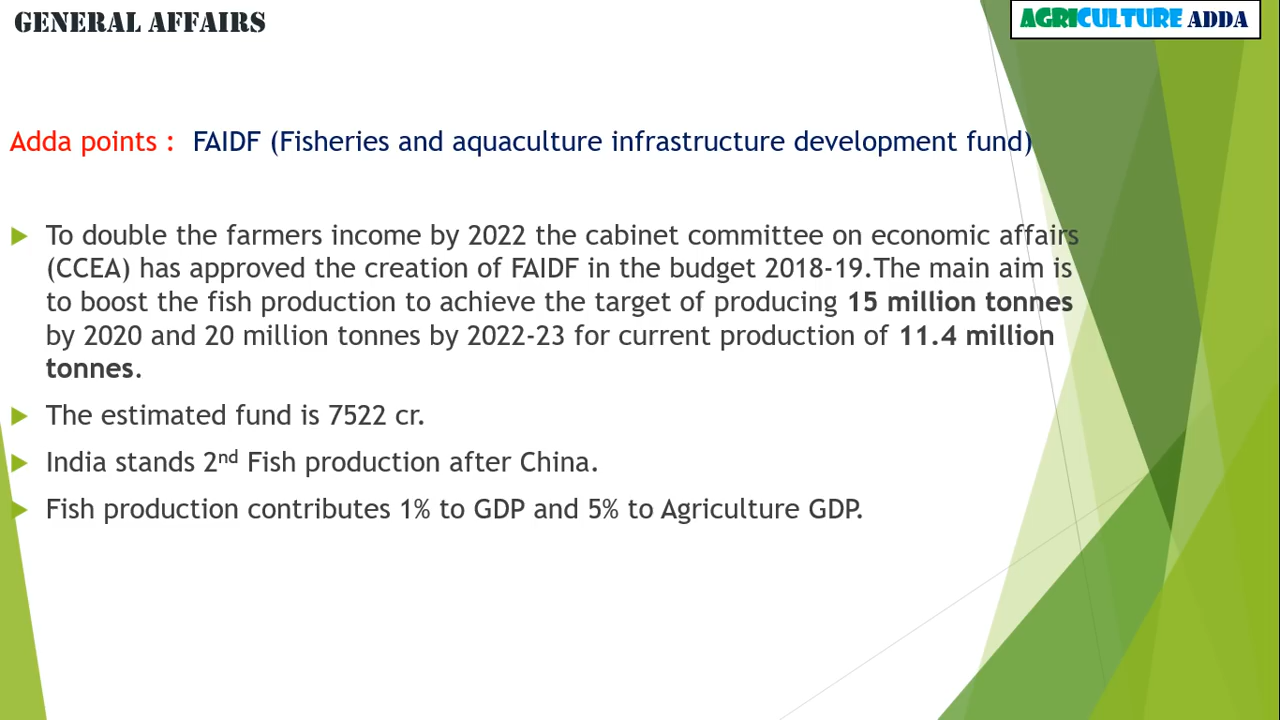 GENERAL AFFAIRS
AGRICULTURE ADDA
Adda points : FAIDF (Fisheries and aquaculture infrastructure development fund)
To double the farmers income by 2022 the cabinet committee on economic affairs
(CCEA) has approved the creation of FAIDF in the budget 2018-19.The main aim is
to boost the fish production to achieve the target of producing 15 million tonnes
by 2020 and 20 million tonnes by 2022-23 for current production of 11.4 million
tonnes.
The estimated fund is 7522 cr.
India stands 2nd Fish production after China.
Fish production contributes 1% to GDP and 5% to Agriculture GDP.